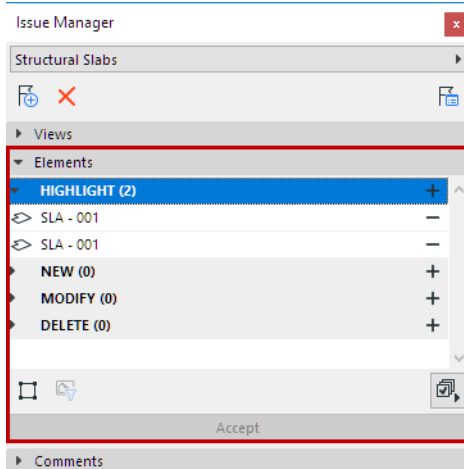 Issue Manager
x
Structural Slabs
Views
Elements
HIGHLIGHT (2)
SLA - 001
SLA - 001
NEW (0)
MODIFY (0)
DELETE (0)
Accept
Comments